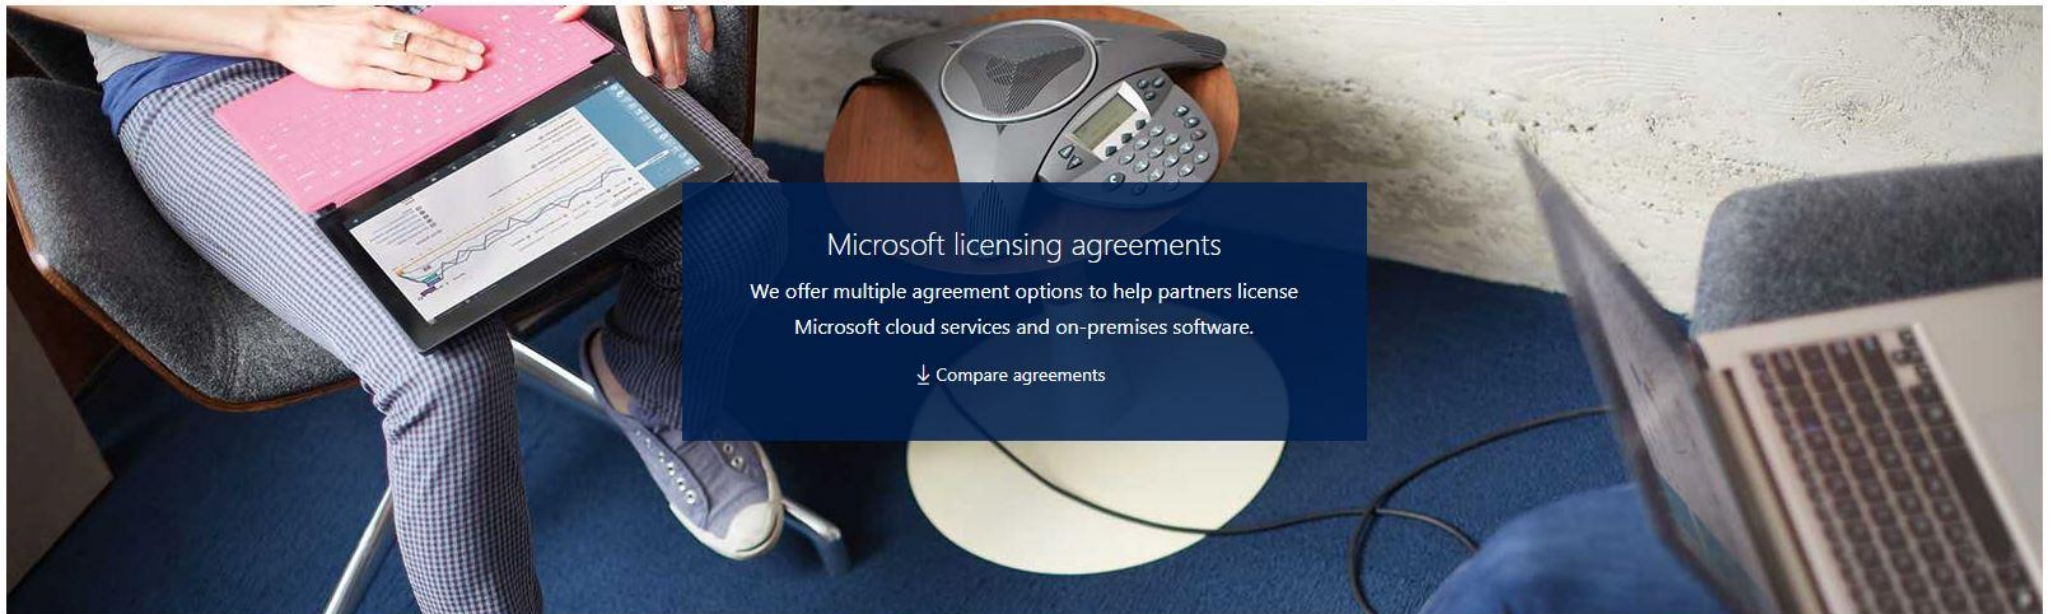 Microsoft licensing agreements
We offer multiple agreement options to help partners license
Microsoft cloud services and on-premises software.
Compare agreements